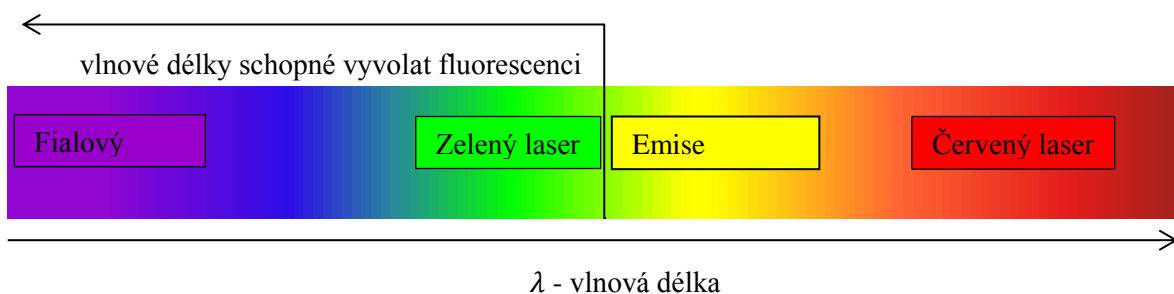 vlnové délky schopné vyvolat fluorescenci
Fialový
Zelený laser
Emise
Červený laser
λ - vlnová délka